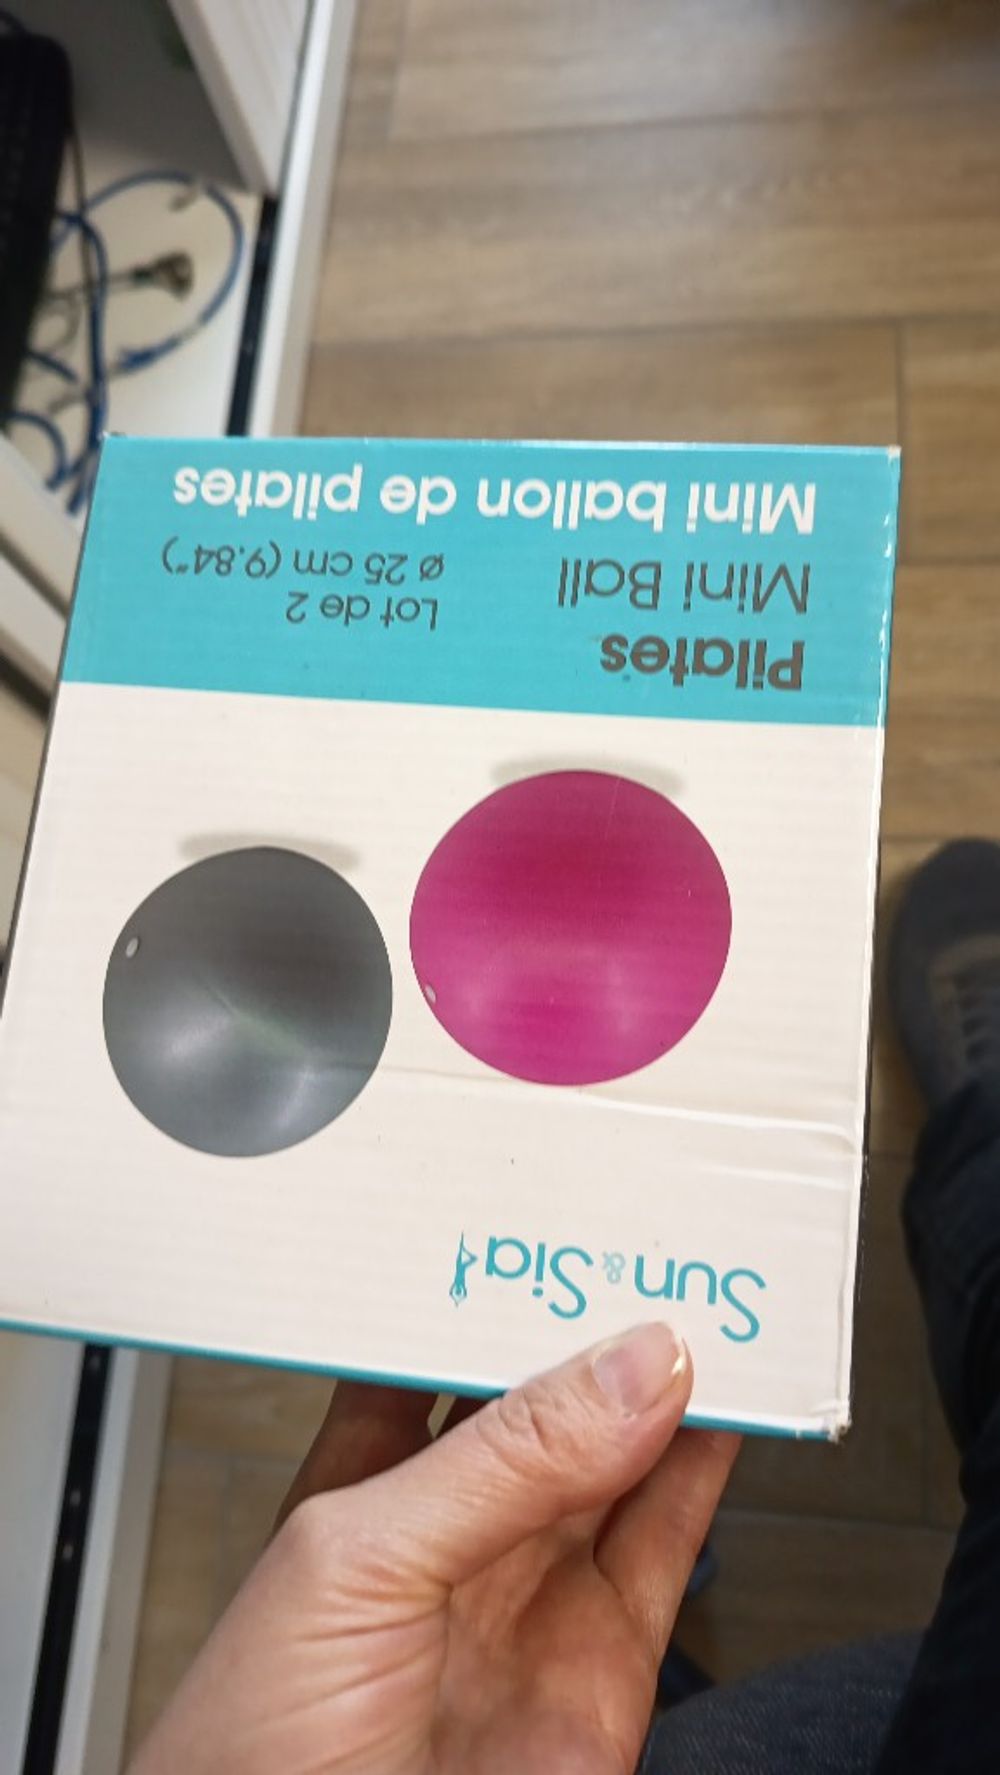 Sun & Sia
Pilates
Mini Ball
Mini ballon de pilates
Lot de 2
ø 25 cm (9.84")